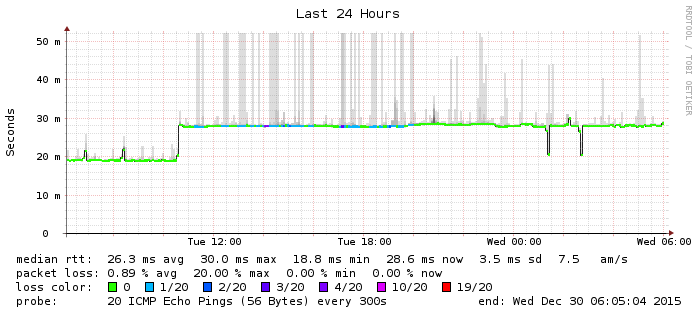 Last 24 Hours
RRDTOOL / TOBI OETIKER
Seconds
50 m
40 m
30 m
20 m
10 m
0
Tue 12:00 Tue 18:00 Wed 00:00 Wed 06:00
median rtt: 26.3 ms avg 30.0 ms max 18.8 ms min 28.6 ms now 3.5 ms sd 7.5 am/s
packet loss: 0.89 % avg 20.00 % max 0.00 % min 0.00 % now
loss color: 0 1/20 2/20 3/20 4/20 10/20 19/20
probe: 20 ICMP Echo Pings (56 Bytes) every 300s end: Wed Dec 30 06:05:04 2015